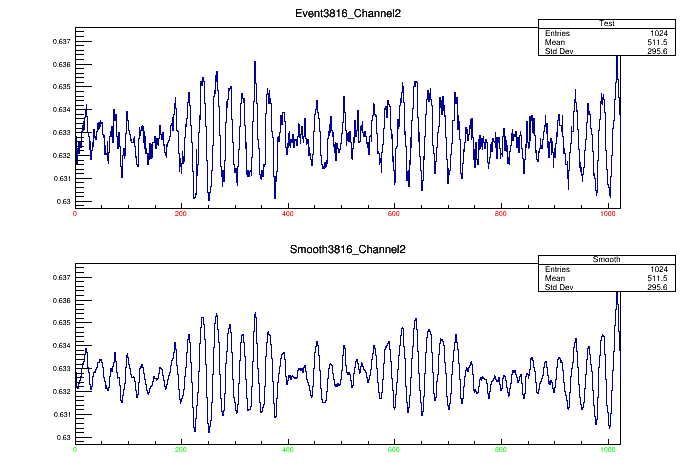 Event3816_Channel2
Test
Entries 1024
Mean 511.5
Std Dev 295.6
0.637
0.636
0.635
0.634
0.633
0.632
0.631
0.63
0 200 400 600 800 1000
Smooth3816_Channel2
Smooth
Entries 1024
Mean 511.5
Std Dev 295.6
0.637
0.636
0.635
0.634
0.633
0.632
0.631
0.63
0 200 400 600 800 1000